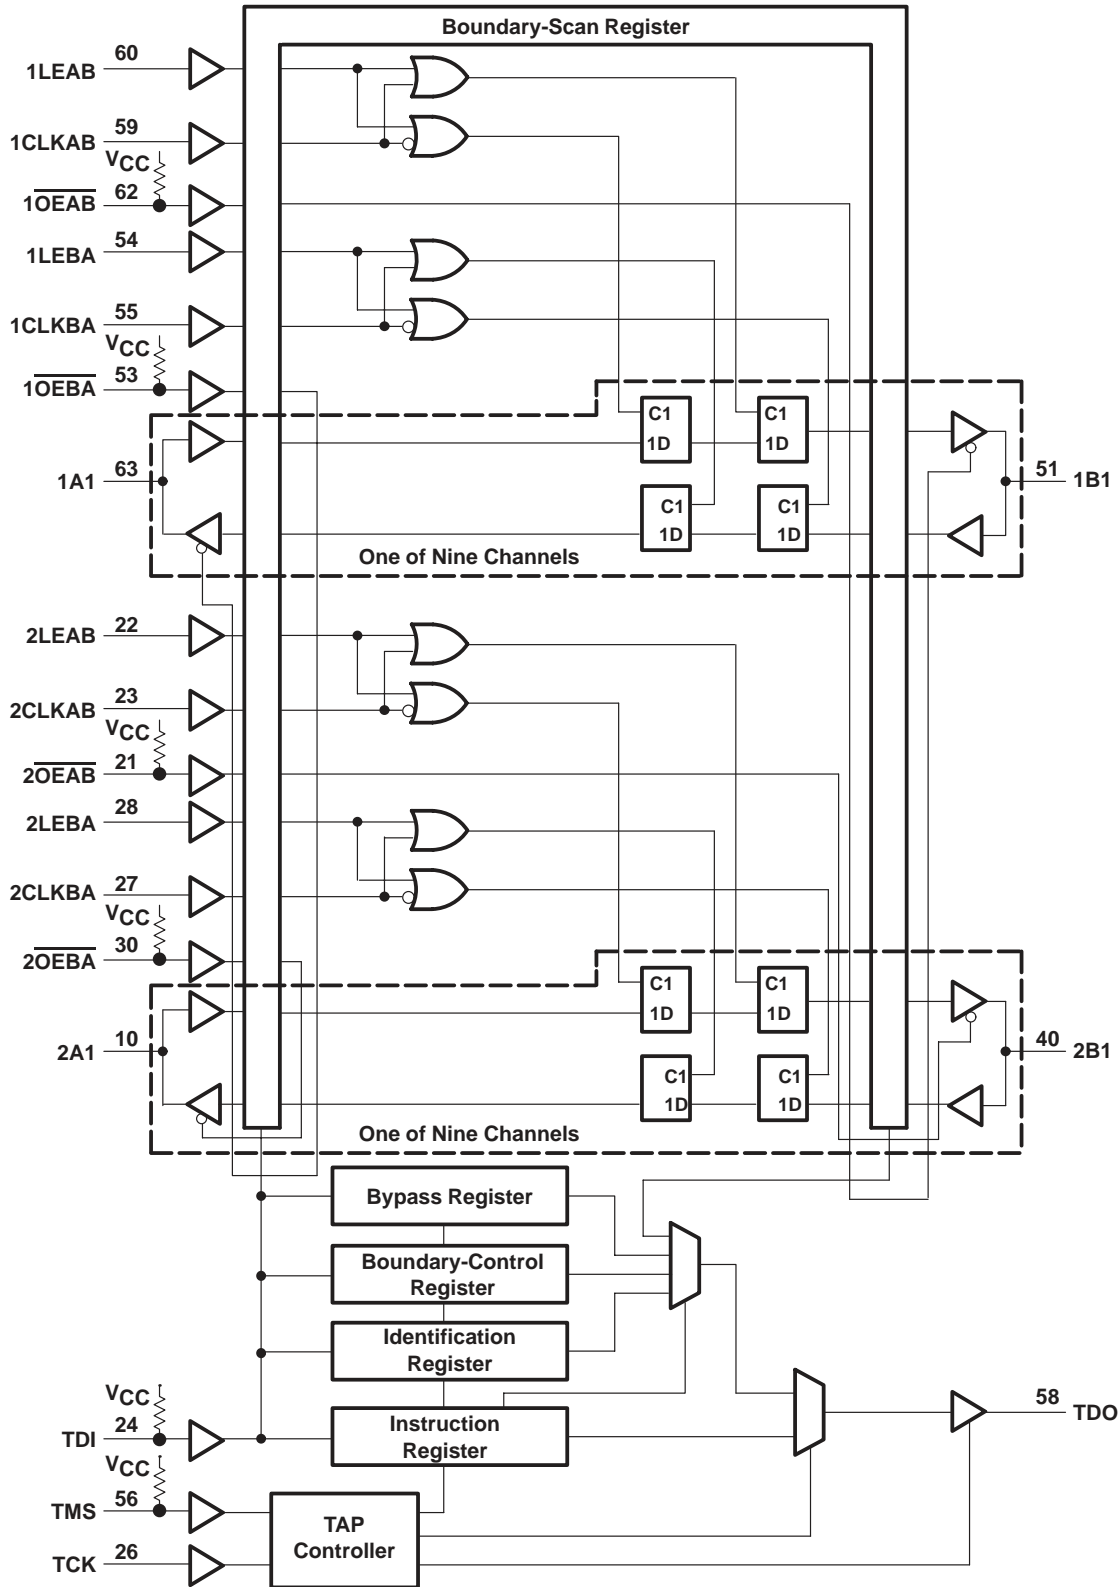 Boundary-Scan Register
60
1LEAB
59
1CLKAB
VCC
62
1OEAB
54
1LEBA
55
1CLKBA
VCC
53
1OEBA
C1
1D
C1
1D
63
1A1
51
1B1
C1
1D
C1
1D
One of Nine Channels
22
2LEAB
23
2CLKAB
VCC
21
2OEAB
28
2LEBA
27
2CLKBA
VCC
30
2OEBA
C1
1D
C1
1D
10
2A1
40
2B1
C1
1D
C1
1D
One of Nine Channels
Bypass Register
Boundary-Control
Register
Identification
Register
VCC
24
TDI
Instruction
Register
58
TDO
VCC
56
TMS
TAP
Controller
26
TCK